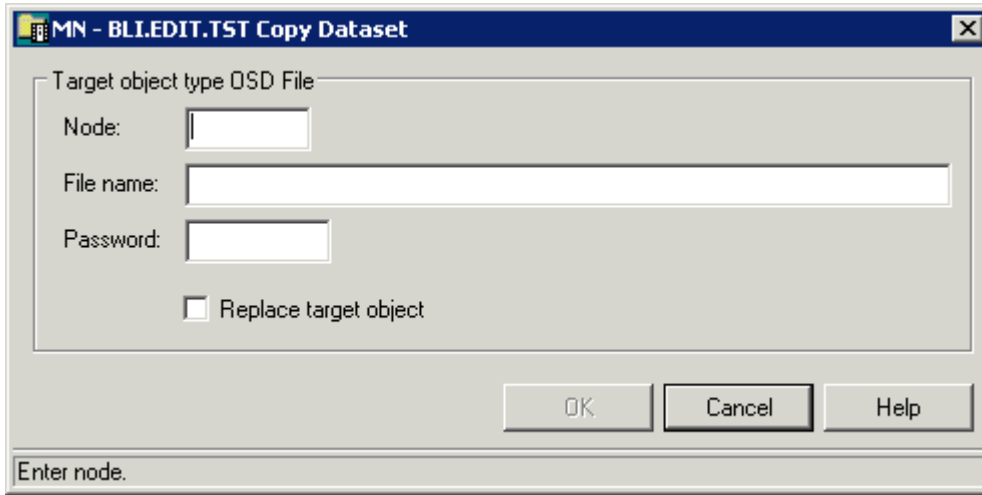 MN - BLI.EDIT.TST Copy Dataset
Target object type OSD File
Node:
File name:
Password:
Replace target object
OK Cancel Help
Enter node.